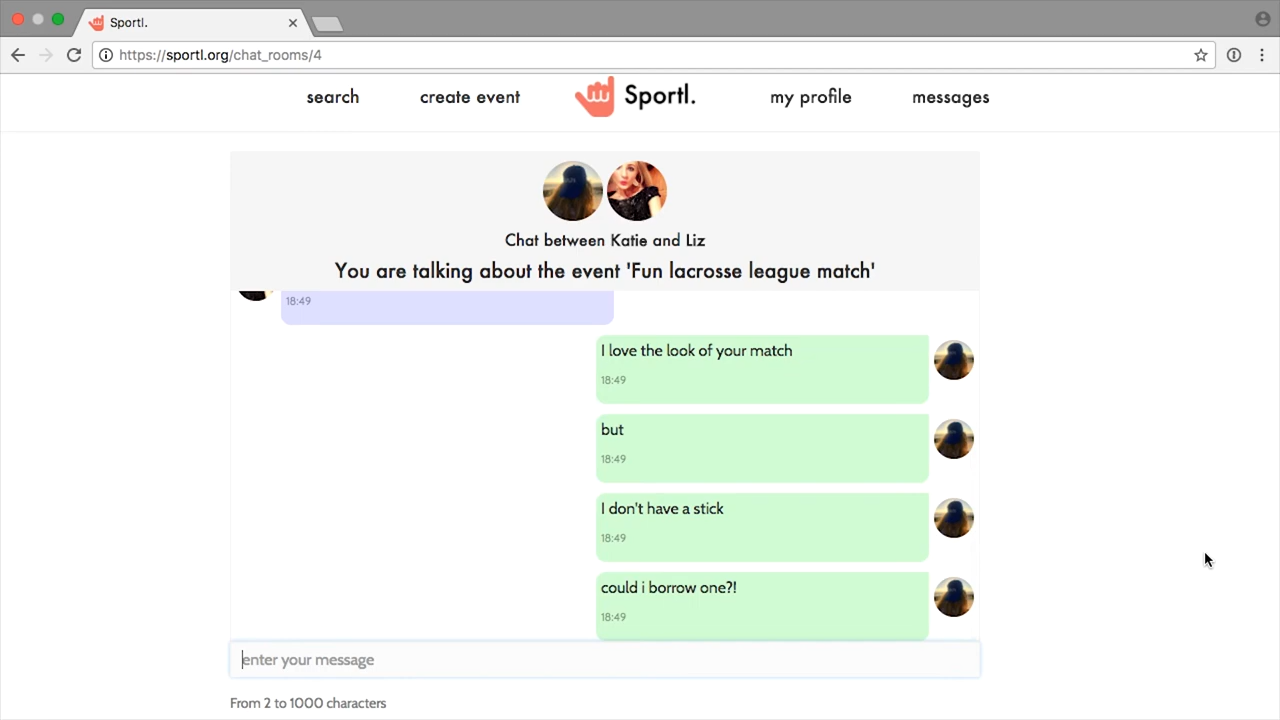 Sportl.
https://sportl.org/chat_rooms/4
search
create event
Sportl.
my profile
messages
Chat between Katie and Liz
You are talking about the event 'Fun lacrosse league match'
18:49
I love the look of your match
18:49
but
18:49
I don't have a stick
18:49
could i borrow one?!
18:49
enter your message
From 2 to 1000 characters